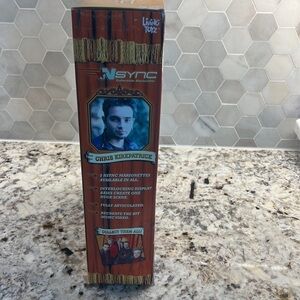 LIVING TOYZ
*NSYNC
CHRIS KIRKPATRICK
5 NSYNC MARIONETTES
AVAILABLE IN ALL.
INTERLOCKING DISPLAY
BASES CREATE ONE
HUGE SCENE.
FULLY ARTICULATED.
RECREATE THE HIT
MUSIC VIDEO.
COLLECT THEM ALL!